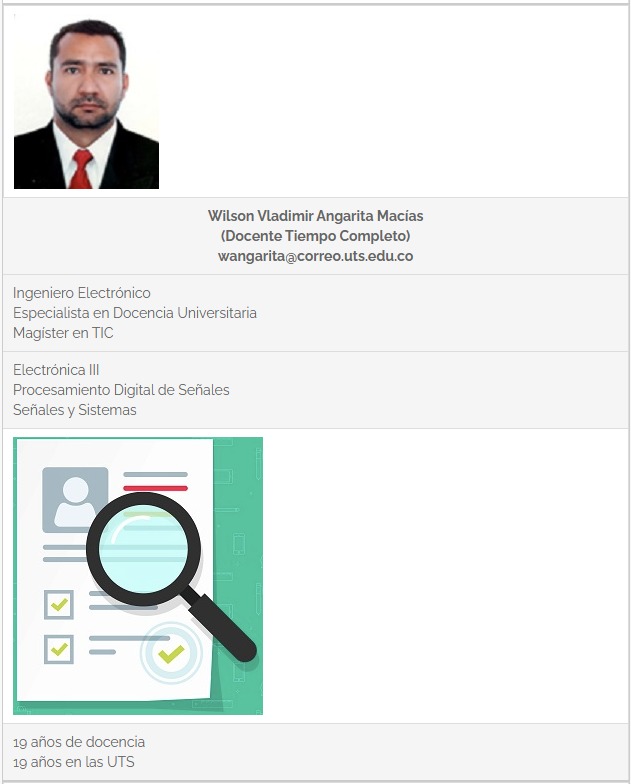 Wilson Vladimir Angarita Macías
(Docente Tiempo Completo)
wangarita@correo.uts.edu.co
Ingeniero Electrónico
Especialista en Docencia Universitaria
Magíster en TIC
Electrónica III
Procesamiento Digital de Señales
Señales y Sistemas
19 años de docencia
19 años en las UTS